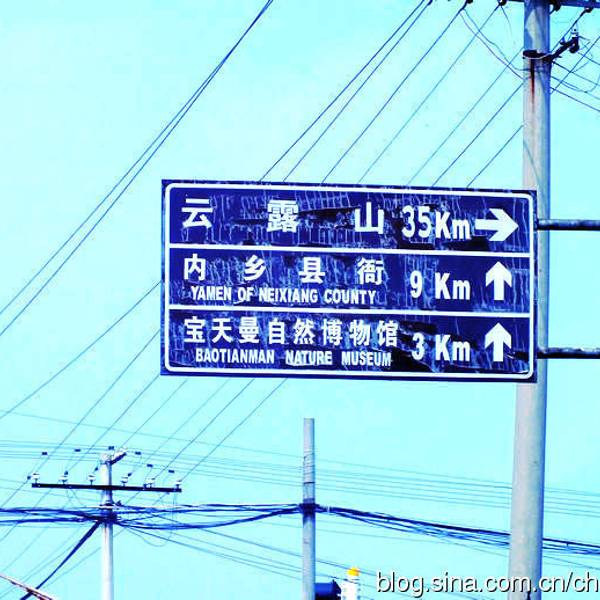 云露山 35Km
内乡县衙 9 Km
YAMEN OF NEIXIANG COUNTY
宝天曼自然博物馆 3 Km
BAOTIANMAN NATURE MUSEUM
blog.sina.com.cn/ch